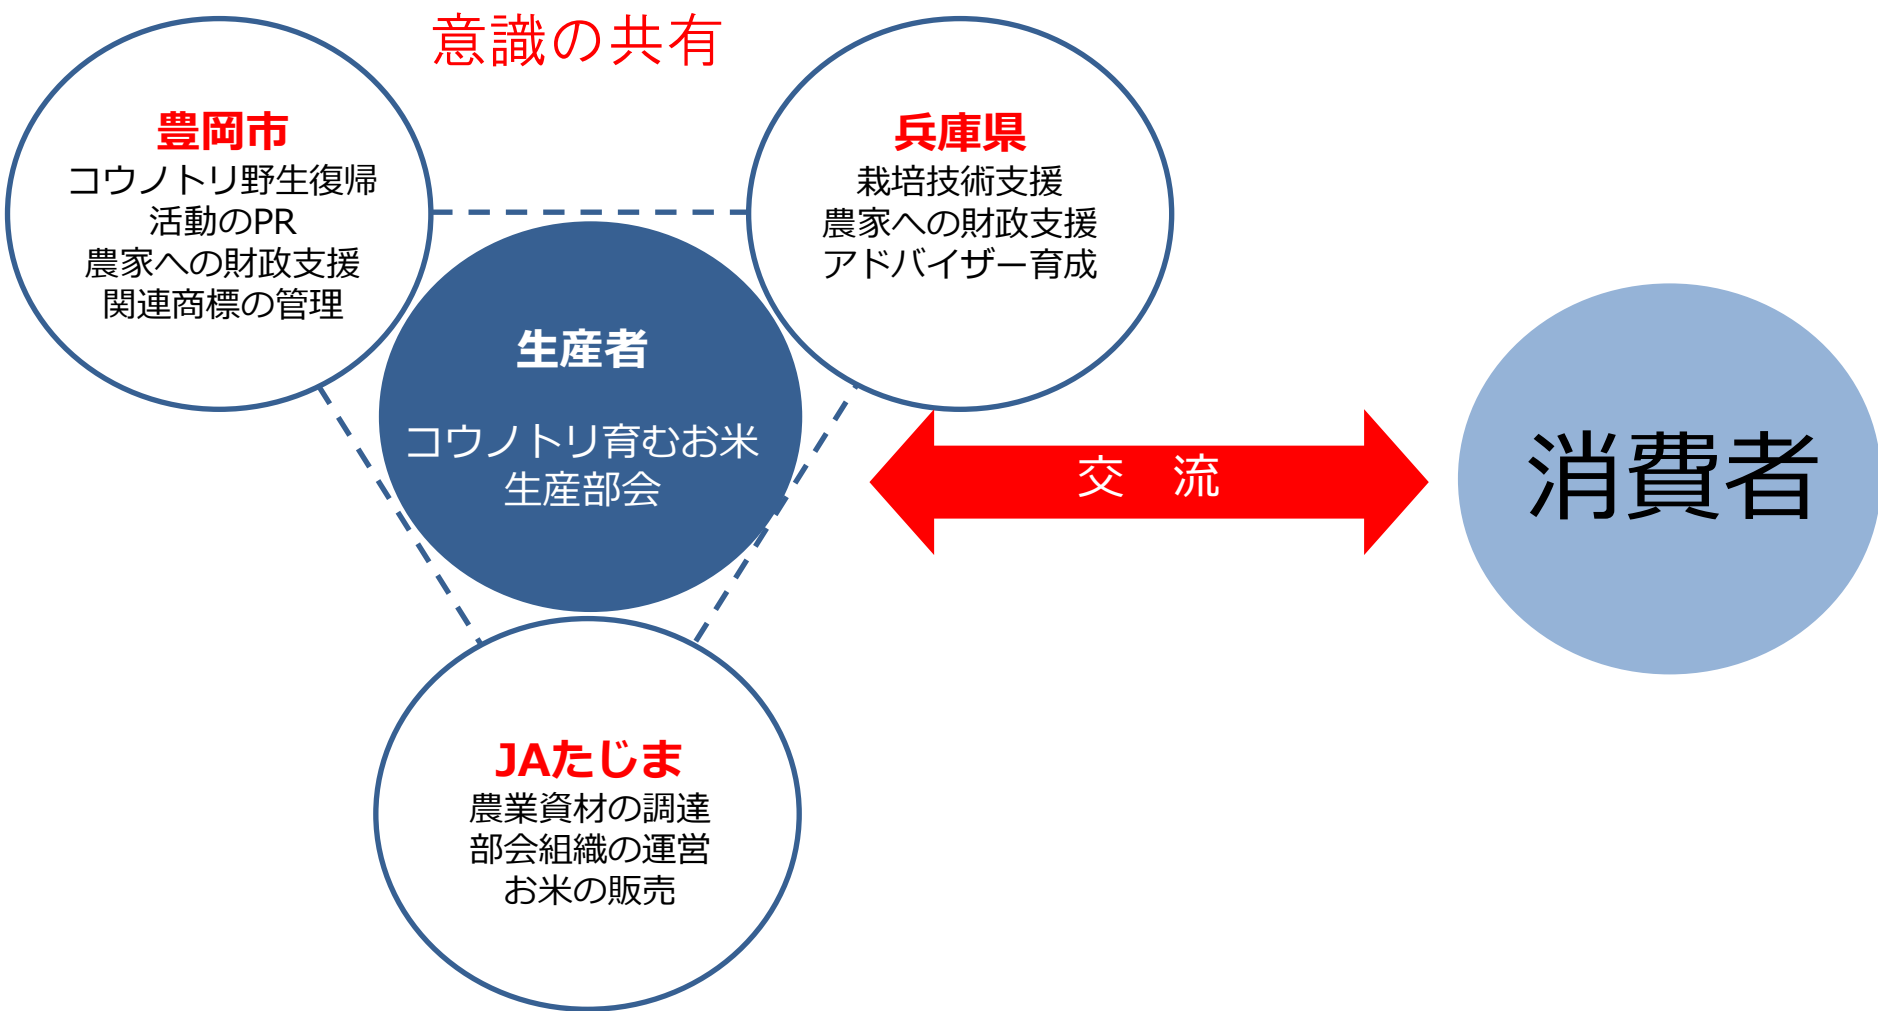 意識の共有
豊岡市
コウノトリ野生復帰
活動のPR
農家への財政支援
関連商標の管理
兵庫県
栽培技術支援
農家への財政支援
アドバイザー育成
生産者
コウノトリ育むお米
生産部会
交　流
消費者
JAたじま
農業資材の調達
部会組織の運営
お米の販売